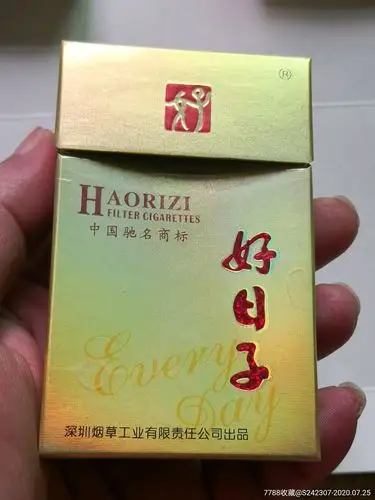 ®
HAORIZI
FILTER CIGARETTES
中国驰名商标
好日子
Every
Day
深圳烟草工业有限责任公司出品
7788收藏@S242307-2020.07.25